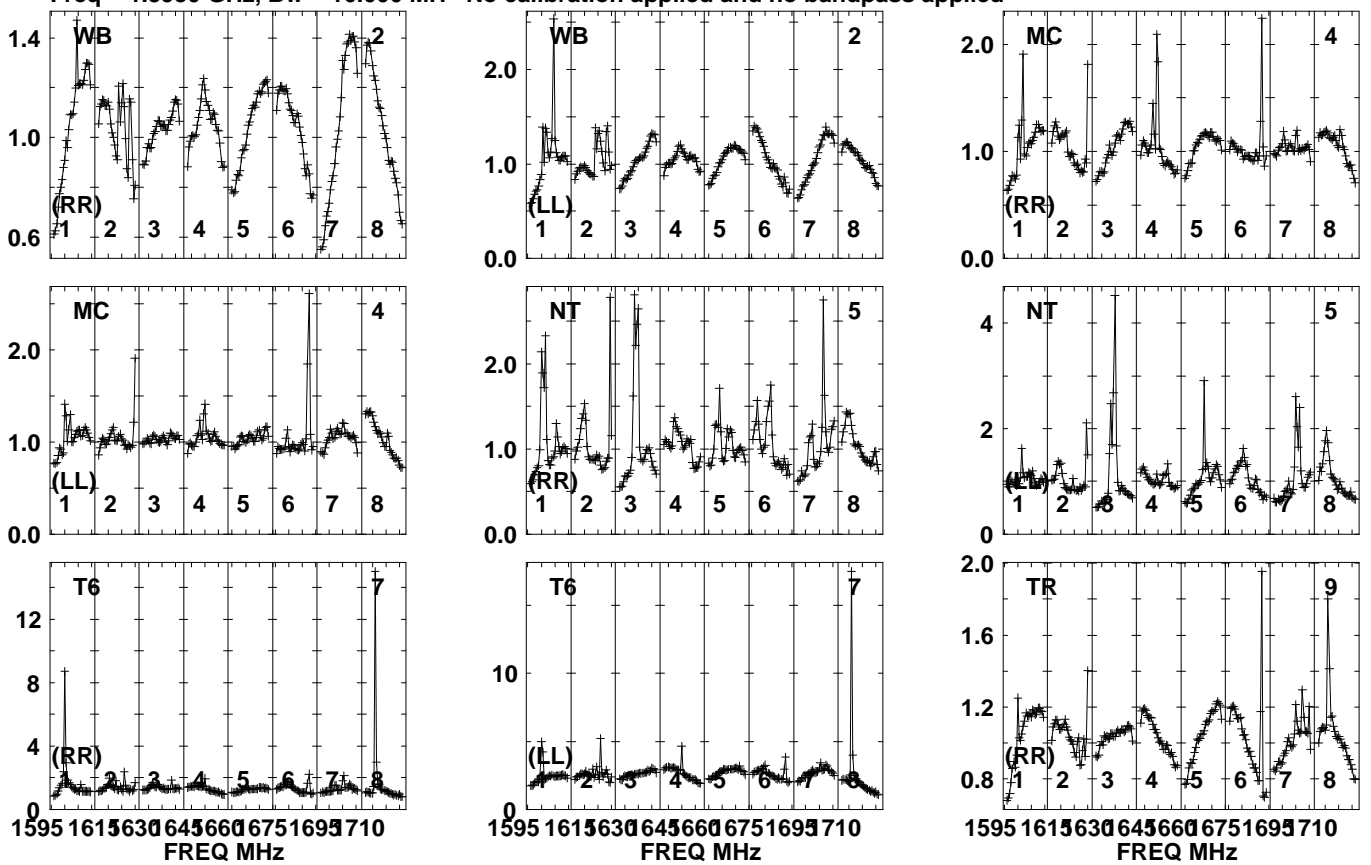 No calibration applied and no bandpass applied
1.4 WB 2
1.2
1.0
0.8
0.6 (RR)
1 2 3 4 5 6 7 8
WB 2
2.0
1.0
0.0 (LL)
1 2 3 4 5 6 7 8
MC 4
2.0
1.0
0.0 (RR)
1 2 3 4 5 6 7 8
MC 4
2.0
1.0
0.0 (LL)
1 2 3 4 5 6 7 8
NT 5
2.0
1.0
0.0 (RR)
1 2 3 4 5 6 7 8
NT 5
4
2
0 (LL)
1 2 3 4 5 6 7 8
T6 7
12
8
4
0 (RR)
1 2 3 4 5 6 7 8
T6 7
10
0 (LL)
1 2 3 4 5 6 7 8
2.0 TR 9
1.6
1.2
0.8 (RR)
1 2 3 4 5 6 7 8
1595 1615 1630 1645 1660 1675 1695 1710
FREQ MHz
1595 1615 1630 1645 1660 1675 1695 1710
FREQ MHz
1595 1615 1630 1645 1660 1675 1695 1710
FREQ MHz